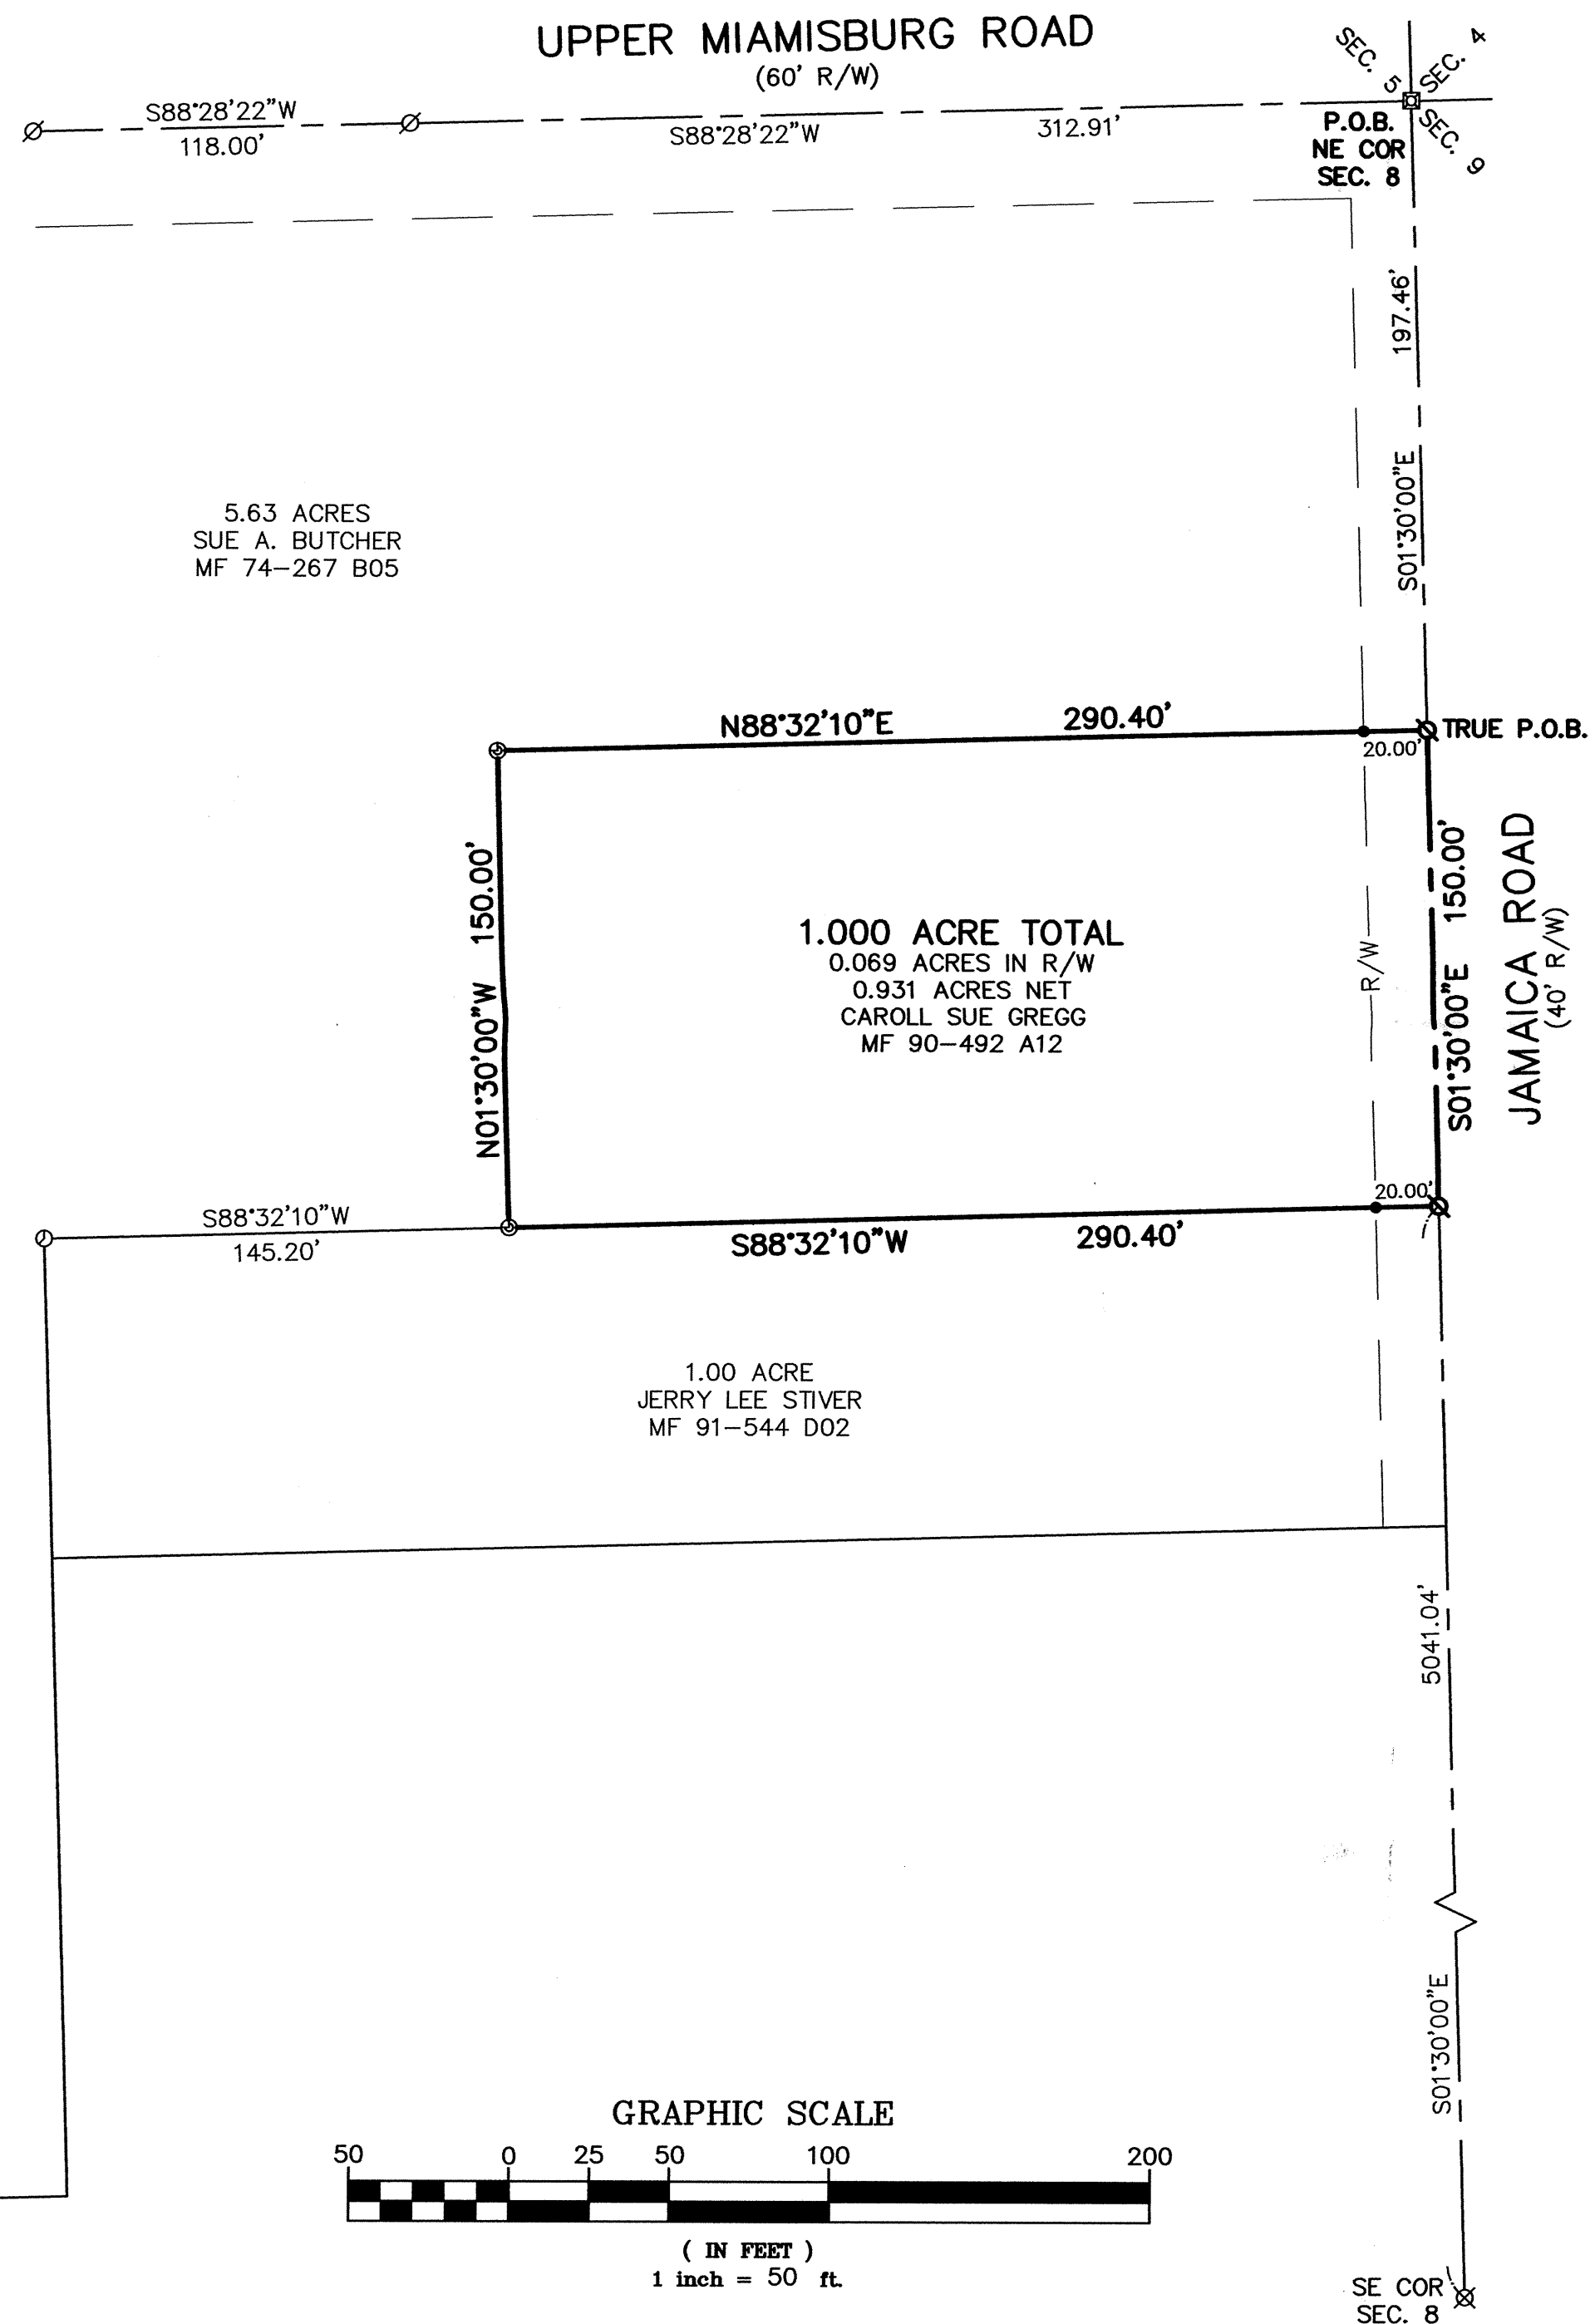 UPPER MIAMISBURG ROAD
(60' R/W)
SEC. 5
SEC. 4
S88°28'22"W
118.00'
S88°28'22"W
312.91'
P.O.B.
NE COR
SEC. 8
SEC. 9
197.46'
S01°30'00"E
5.63 ACRES
SUE A. BUTCHER
MF 74-267 B05
N88°32'10"E
290.40'
20.00'
TRUE P.O.B.
N01°30'00"W 150.00'
1.000 ACRE TOTAL
0.069 ACRES IN R/W
0.931 ACRES NET
CAROLL SUE GREGG
MF 90-492 A12
R/W
S01°30'00"E 150.00'
JAMAICA ROAD
(40' R/W)
20.00'
S88°32'10"W
145.20'
S88°32'10"W
290.40'
1.00 ACRE
JERRY LEE STIVER
MF 91-544 D02
5041.04'
S01°30'00"E
GRAPHIC SCALE
50 0 25 50 100 200
( IN FEET )
1 inch = 50 ft.
SE COR
SEC. 8